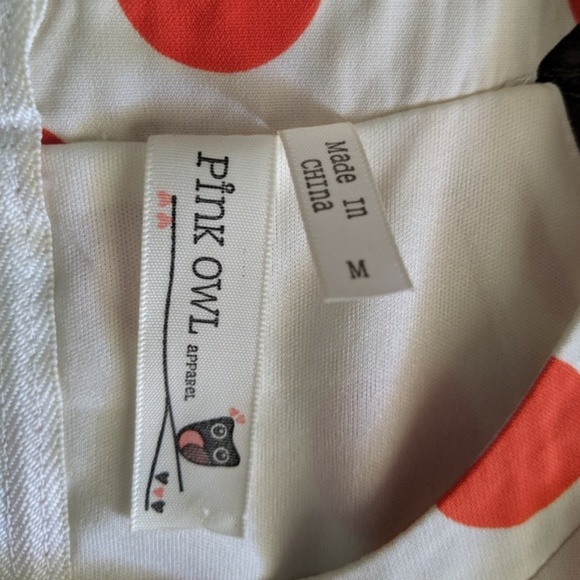 Pink OWL
apparel
Made In
CHina
M